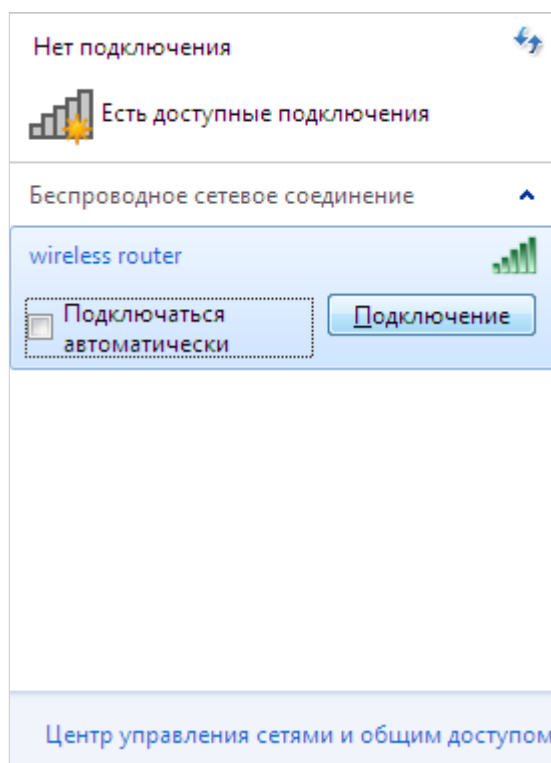 Нет подключения
Есть доступные подключения
Беспроводное сетевое соединение
wireless router
Подключаться
автоматически
Подключение
Центр управления сетями и общим доступом